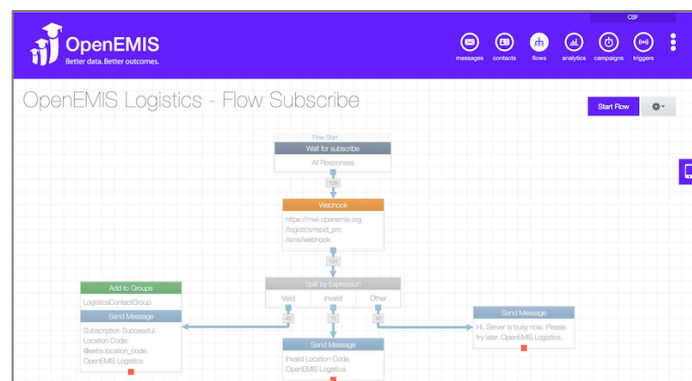 CSF
OpenEMIS
Better data. Better outcomes.
messages contacts flows analytics campaigns triggers
OpenEMIS Logistics - Flow Subscribe
Start Flow
Flow Start
Wait for subscribe
All Responses
Webhook
https://mwi.openemis.org
/logistics/rapid_pro
/sms/webhook
104
Split by Expression
Valid Invalid Other
Add to Groups
LogisticsContactGroup
Send Message
Subscription Successful.
Location Code:
@extra.location_code.
OpenEMIS Logistics.
Send Message
Invalid Location Code.
OpenEMIS Logistics.
Send Message
Hi. Server is busy now. Please
try later. OpenEMIS Logistics.